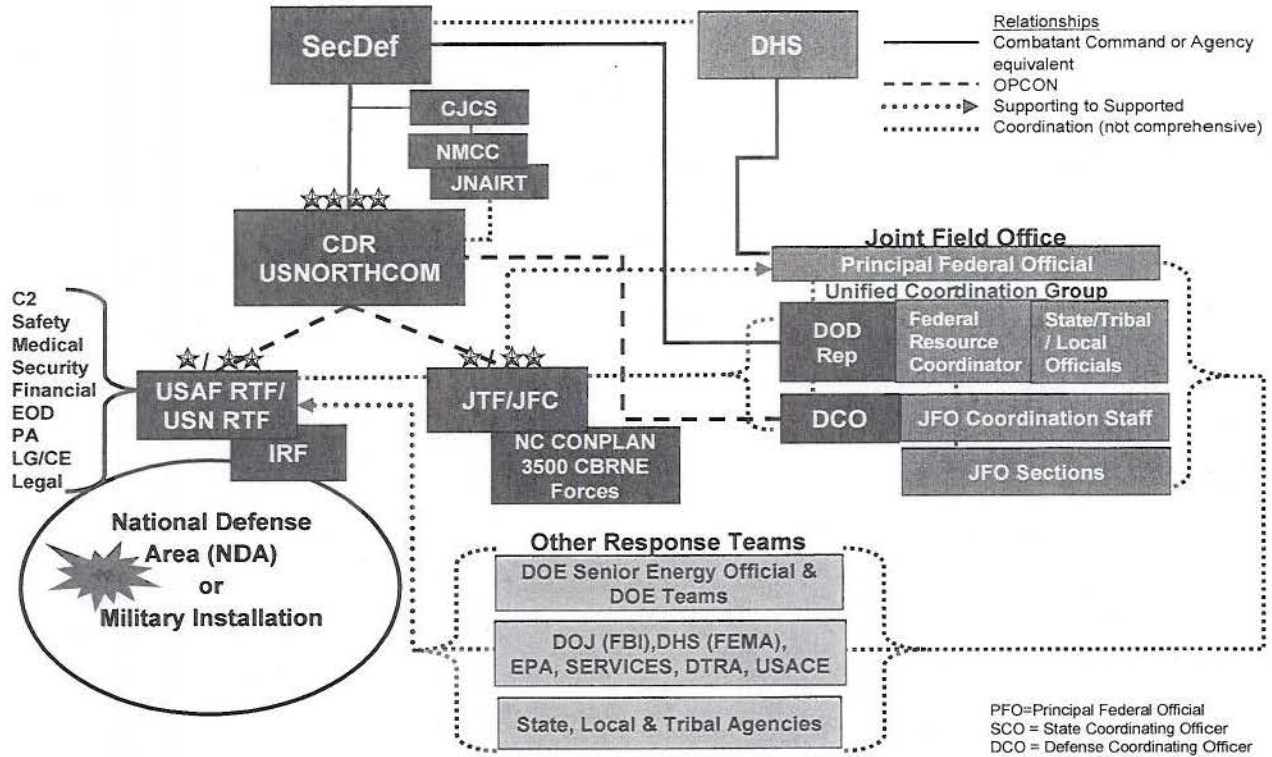 SecDef
DHS
Relationships
Combatant Command or Agency
equivalent
OPCON
Supporting to Supported
Coordination (not comprehensive)
CJCS
NMCC
JNAIRT
CDR
USNORTHCOM
Joint Field Office
Principal Federal Official
Unified Coordination Group
DOD
Rep
Federal
Resource
Coordinator
State/Tribal
/ Local
Officials
DCO
JFO Coordination Staff
JFO Sections
C2
Safety
Medical
Security
Financial
EOD
PA
LG/CE
Legal
/
USAF RTF/
USN RTF
IRF
/
JTF/JFC
NC CONPLAN
3500 CBRNE
Forces
National Defense
Area (NDA)
or
Military Installation
Other Response Teams
DOE Senior Energy Official &
DOE Teams
DOJ (FBI),DHS (FEMA),
EPA, SERVICES, DTRA, USACE
State, Local & Tribal Agencies
PFO=Principal Federal Official
SCO = State Coordinating Officer
DCO = Defense Coordinating Officer